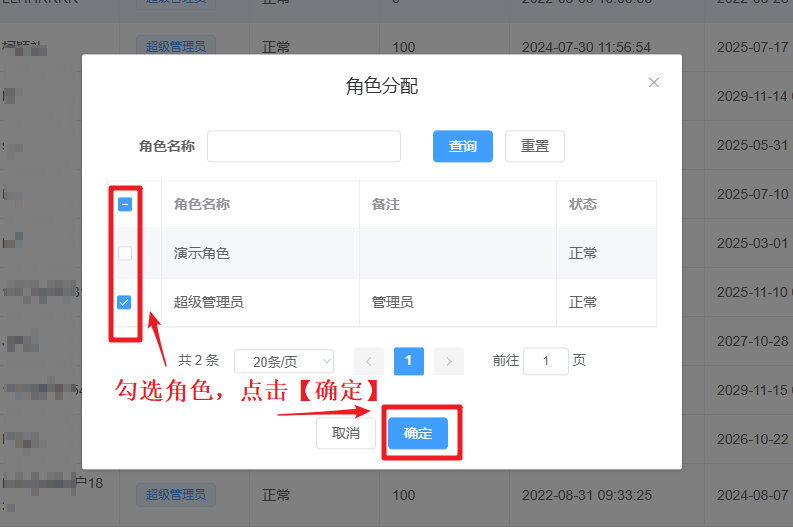 超级管理员 正常 100 2024-07-30 11:56:54 2025-07-17
角色分配
2029-11-14
角色名称 查询 重置
2025-05-31
角色名称 备注 状态
2025-07-10
演示角色 正常
2025-03-01
超级管理员 管理员 正常
2025-11-10
2027-10-28
共 2 条 20条/页 1 前往 1 页
勾选角色，点击【确定】
2029-11-15
取消 确定
2026-10-22
户18
超级管理员 正常 100 2022-08-31 09:33:25 2024-08-07